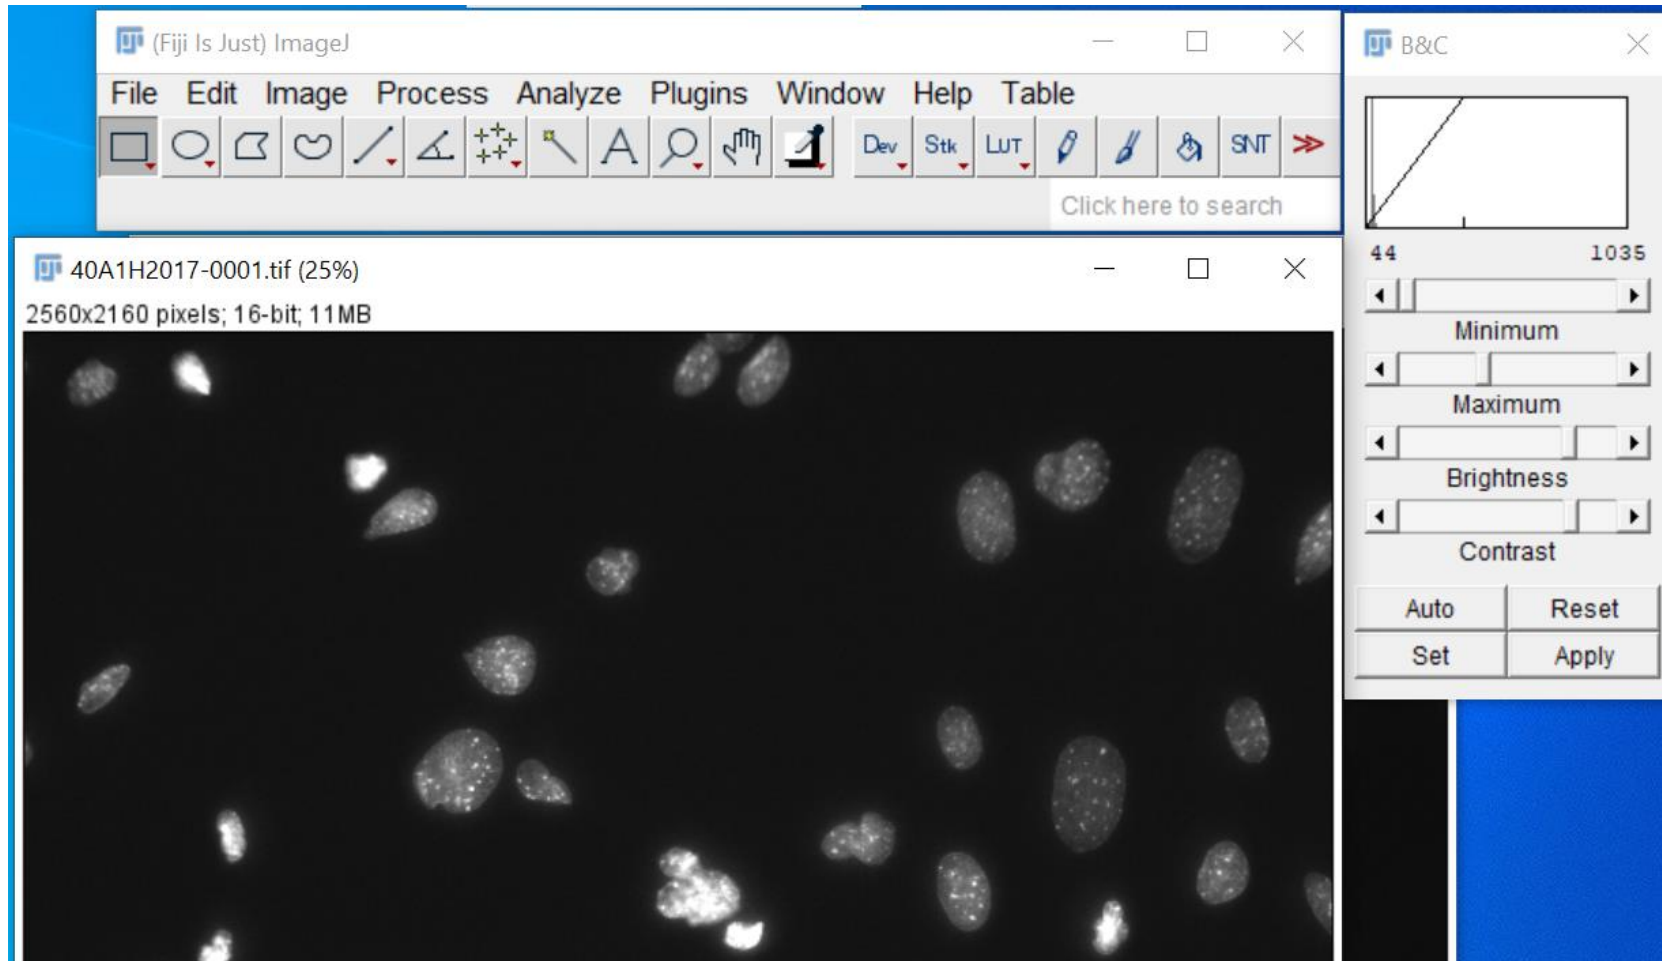 (Fiji Is Just) ImageJ
File Edit Image Process Analyze Plugins Window Help Table
Dev Stk LUT SNT
Click here to search
40A1H2017-0001.tif (25%)
2560x2160 pixels; 16-bit; 11MB
B&C
44 1035
Minimum
Maximum
Brightness
Contrast
Auto Reset
Set Apply